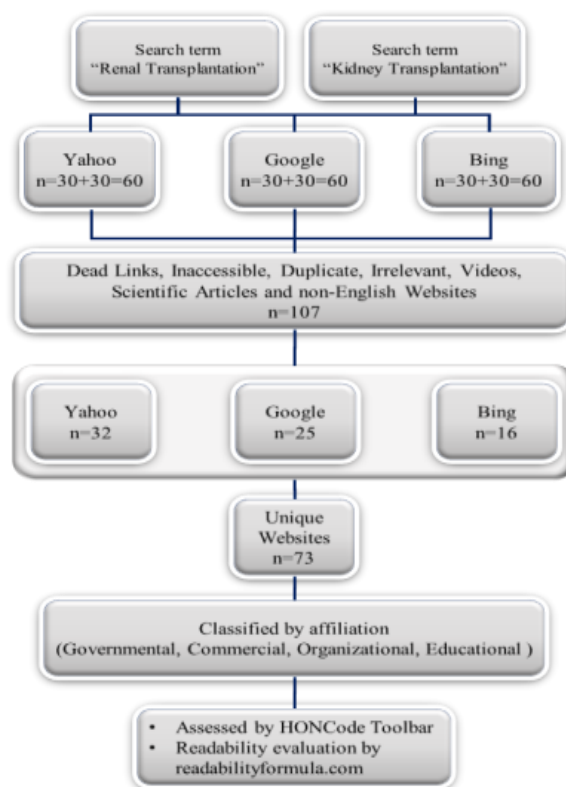 Search term
“Renal Transplantation”
Search term
“Kidney Transplantation”
Yahoo
n=30+30=60
Google
n=30+30=60
Bing
n=30+30=60
Dead Links, Inaccessible, Duplicate, Irrelevant, Videos,
Scientific Articles and non-English Websites
n=107
Yahoo
n=32
Google
n=25
Bing
n=16
Unique
Websites
n=73
Classified by affiliation
(Governmental, Commercial, Organizational, Educational )
• Assessed by HONCode Toolbar
• Readability evaluation by
readabilityformula.com